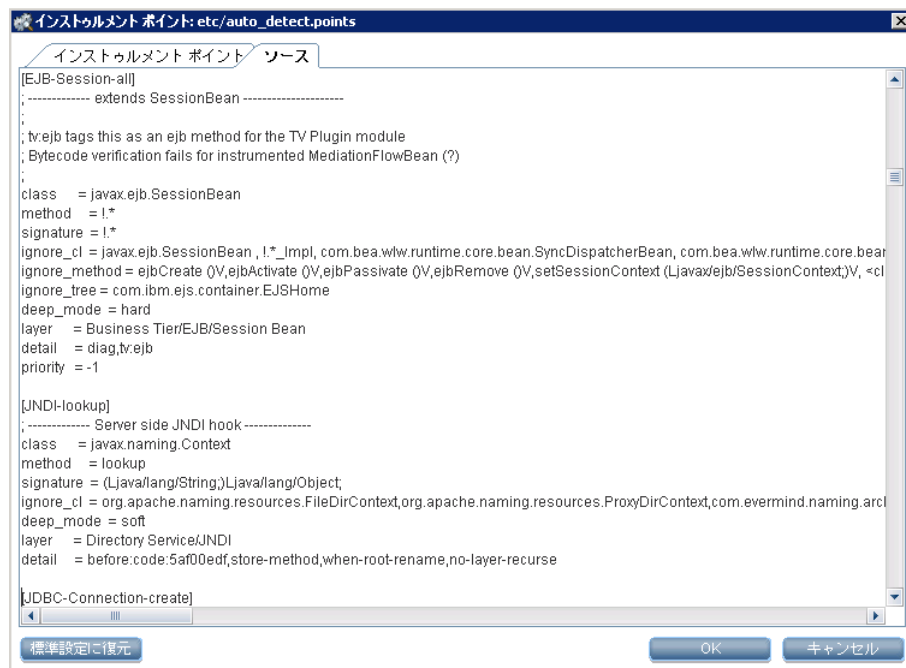 インストゥルメント ポイント: etc/auto_detect.points
インストゥルメント ポイント ソース
[EJB-Session-all]
; ------------- extends SessionBean ---------------------
;
; tv:ejb tags this as an ejb method for the TV Plugin module
; Bytecode verification fails for instrumented MediationFlowBean (?)
;
class = javax.ejb.SessionBean
method = !.*
signature = !.*
ignore_cl = javax.ejb.SessionBean , !.*_Impl, com.bea.wlw.runtime.core.bean.SyncDispatcherBean, com.bea.wlw.runtime.core.bear
ignore_method = ejbCreate ()V,ejbActivate ()V,ejbPassivate ()V,ejbRemove ()V,setSessionContext (Ljavax/ejb/SessionContext;)V, <cl
ignore_tree = com.ibm.ejs.container.EJSHome
deep_mode = hard
layer = Business Tier/EJB/Session Bean
detail = diag,tv:ejb
priority = -1
[JNDI-lookup]
; ------------- Server side JNDI hook --------------
class = javax.naming.Context
method = lookup
signature = (Ljava/lang/String;)Ljava/lang/Object;
ignore_cl = org.apache.naming.resources.FileDirContext,org.apache.naming.resources.ProxyDirContext,com.evermind.naming.arcl
deep_mode = soft
layer = Directory Service/JNDI
detail = before:code:5af00edf,store-method,when-root-rename,no-layer-recurse
[JDBC-Connection-create]
標準設定に復元 OK キャンセル